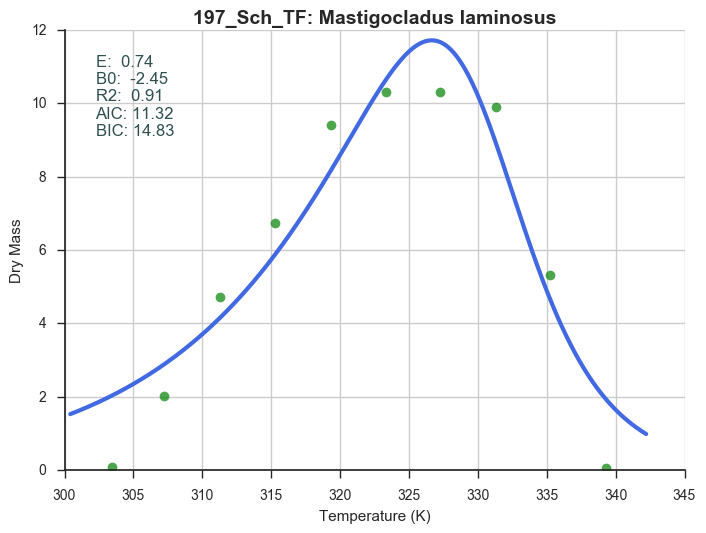 197_Sch_TF: Mastigocladus laminosus
E: 0.74
B0: -2.45
R2: 0.91
AIC: 11.32
BIC: 14.83
Dry Mass
12
10
8
6
4
2
0
300 305 310 315 320 325 330 335 340 345
Temperature (K)